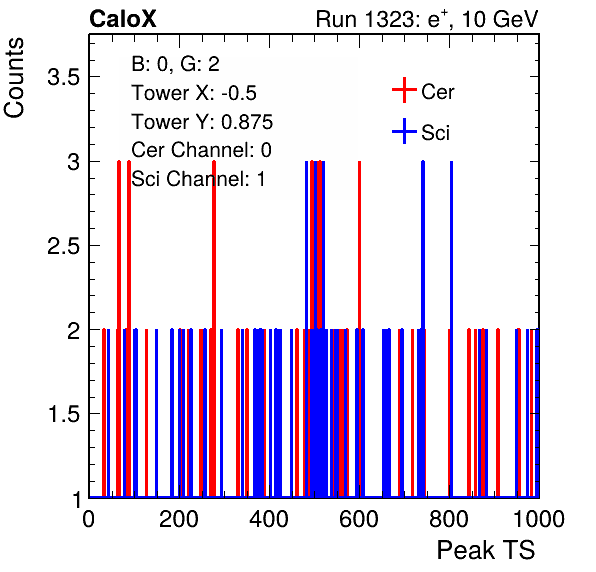 CaloX
Run 1323: e+, 10 GeV
Counts
B: 0, G: 2
Tower X: -0.5
Tower Y: 0.875
Cer Channel: 0
Sci Channel: 1
Cer
Sci
3.5
3
2.5
2
1.5
1
0 200 400 600 800 1000
Peak TS